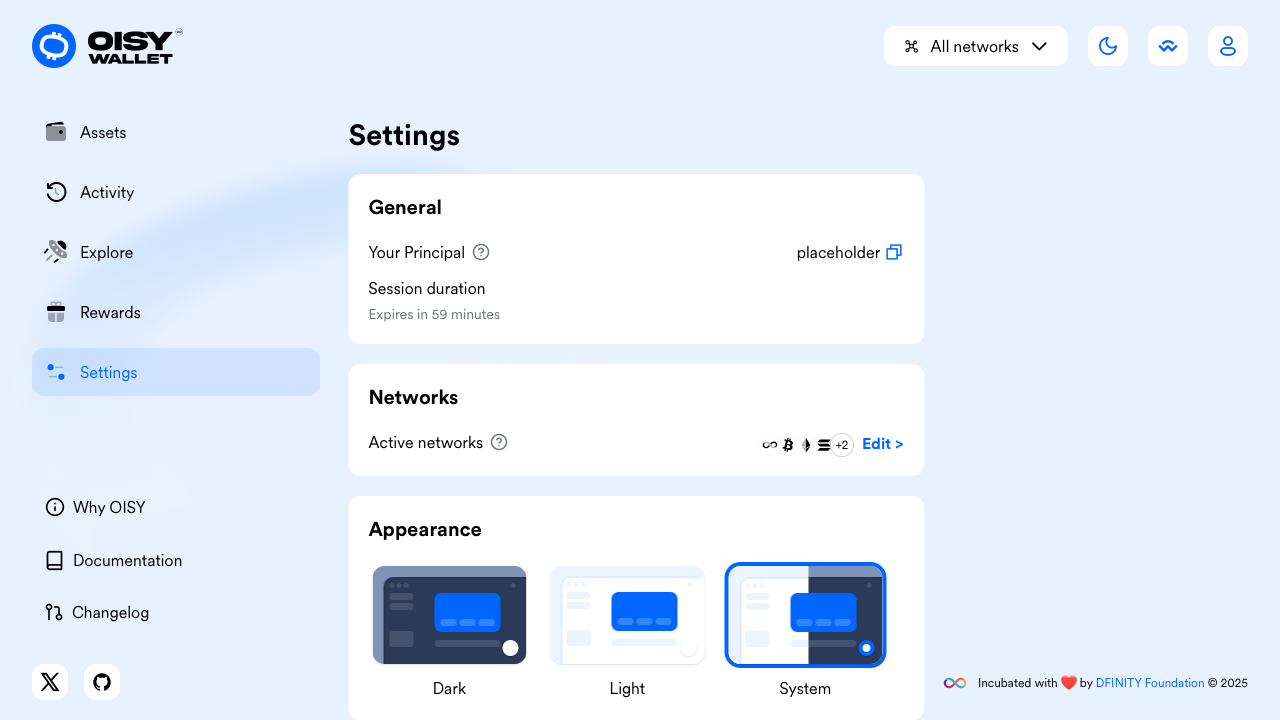 OISY
WALLET
All networks
Assets
Activity
Explore
Rewards
Settings
Why OISY
Documentation
Changelog
Settings
General
Your Principal
placeholder
Session duration
Expires in 59 minutes
Networks
Active networks
+2 Edit >
Appearance
Dark
Light
System
Incubated with ❤️ by DFINITY Foundation © 2025